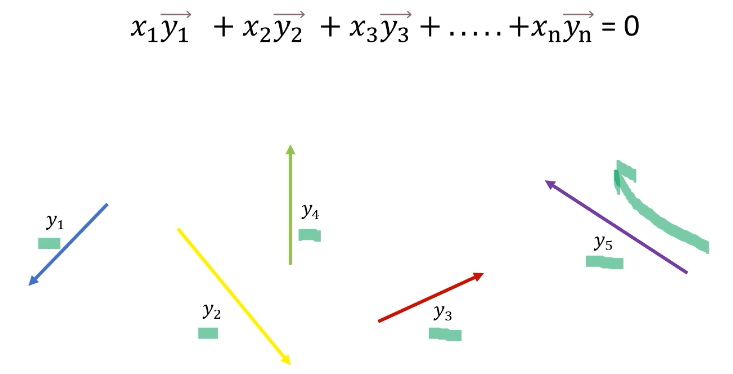 x₁y₁⃗ + x₂y₂⃗ + x₃y₃⃗ + ..... +xₙyₙ⃗ = 0
y₁
y₄
y₅
y₂
y₃